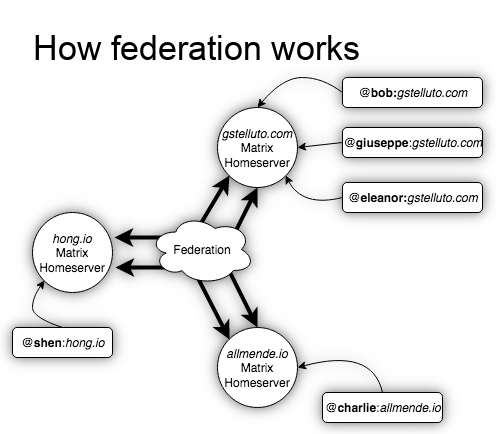 How federation works
@bob:gstelluto.com
gstelluto.com
Matrix
Homeserver
@giuseppe:gstelluto.com
@eleanor:gstelluto.com
hong.io
Matrix
Homeserver
Federation
@shen:hong.io
allmende.io
Matrix
Homeserver
@charlie:allmende.io